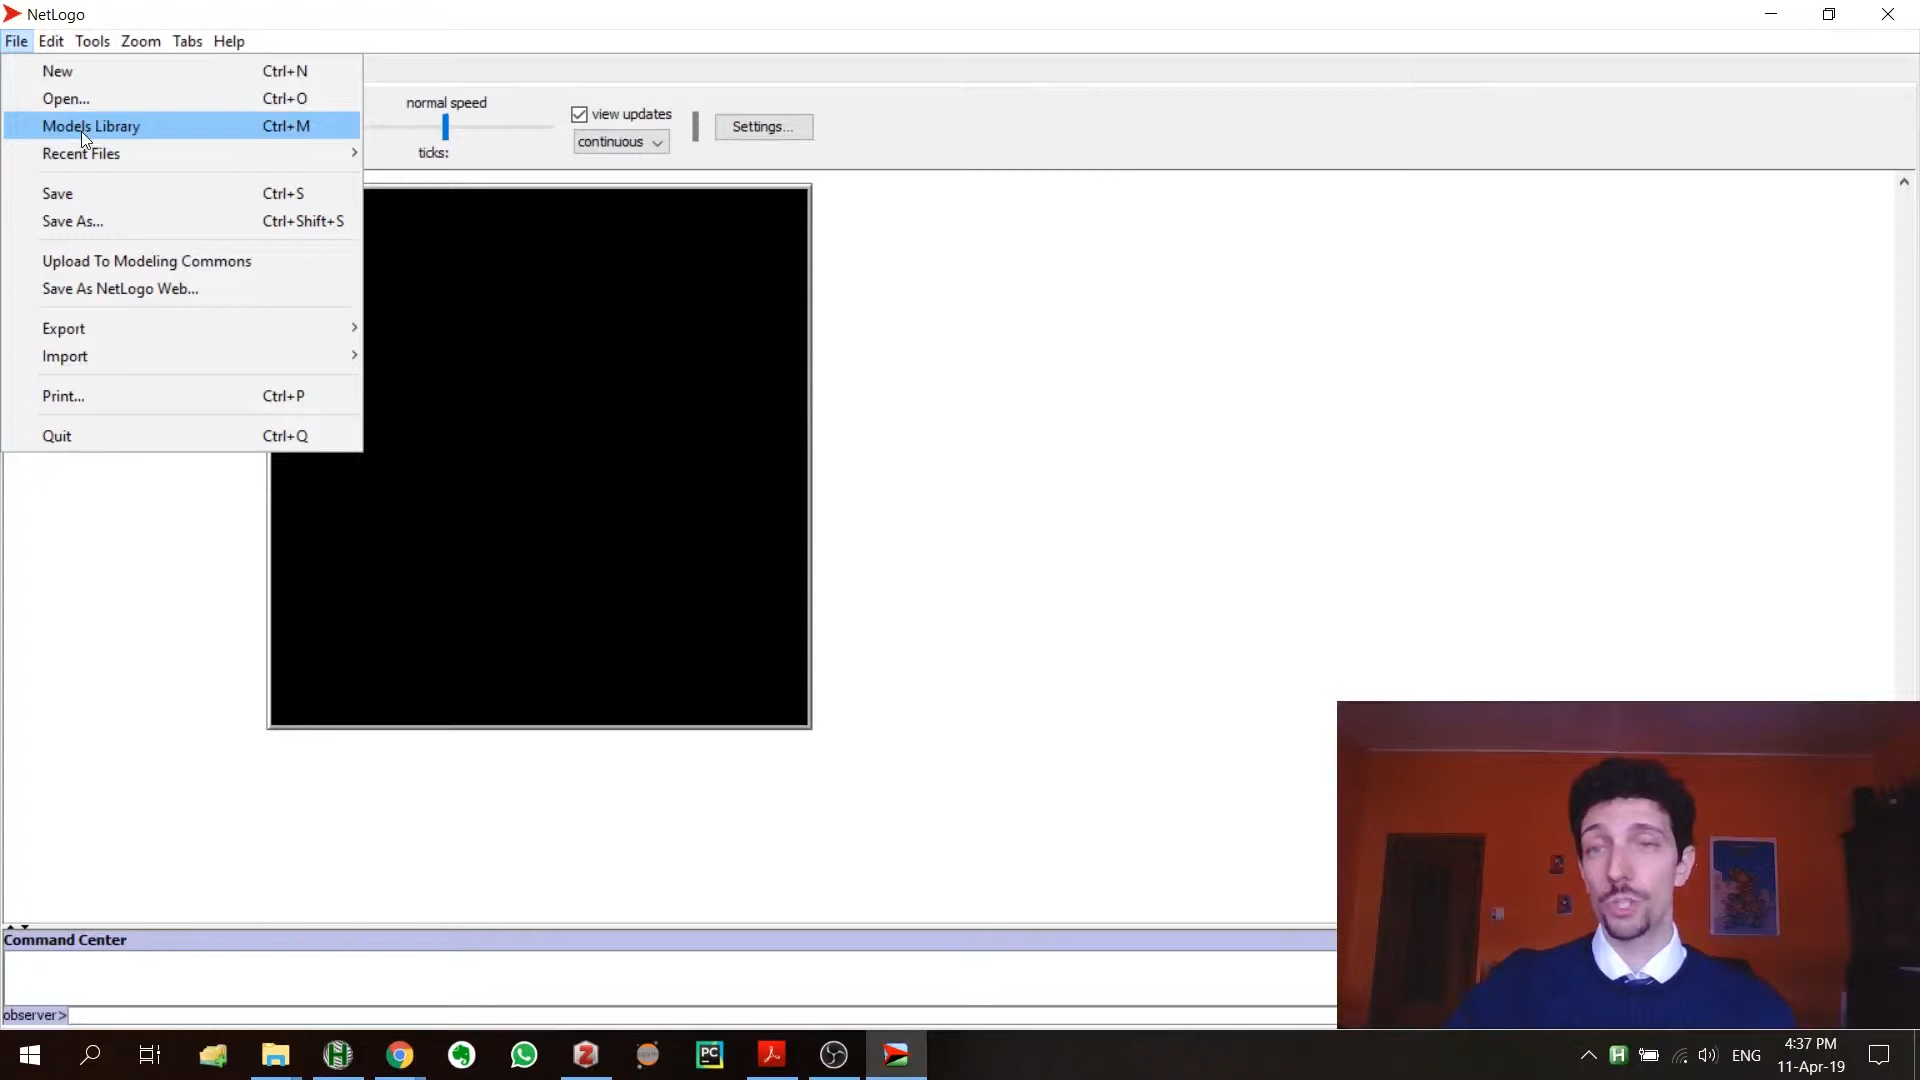 NetLogo
File Edit Tools Zoom Tabs Help
New Ctrl+N
Open... Ctrl+O
Models Library Ctrl+M
Recent Files
Save Ctrl+S
Save As... Ctrl+Shift+S
Upload To Modeling Commons
Save As NetLogo Web...
Export
Import
Print... Ctrl+P
Quit Ctrl+Q
normal speed
ticks:
view updates
continuous
Settings...
Command Center
observer>
PC
ENG
4:37 PM
11-Apr-19